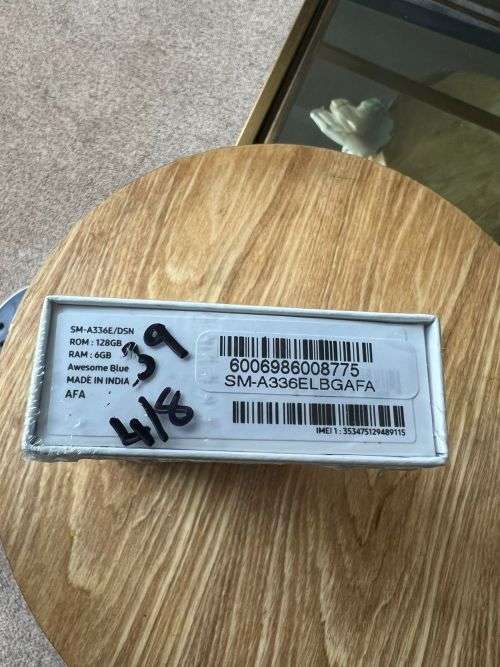 SM-A336E/DSN
ROM : 128GB
RAM : 6GB
Awesome Blue
MADE IN INDIA
AFA
39
4/8
6006986008775
SM-A336ELBGAFA
IMEI 1 : 353475129489115